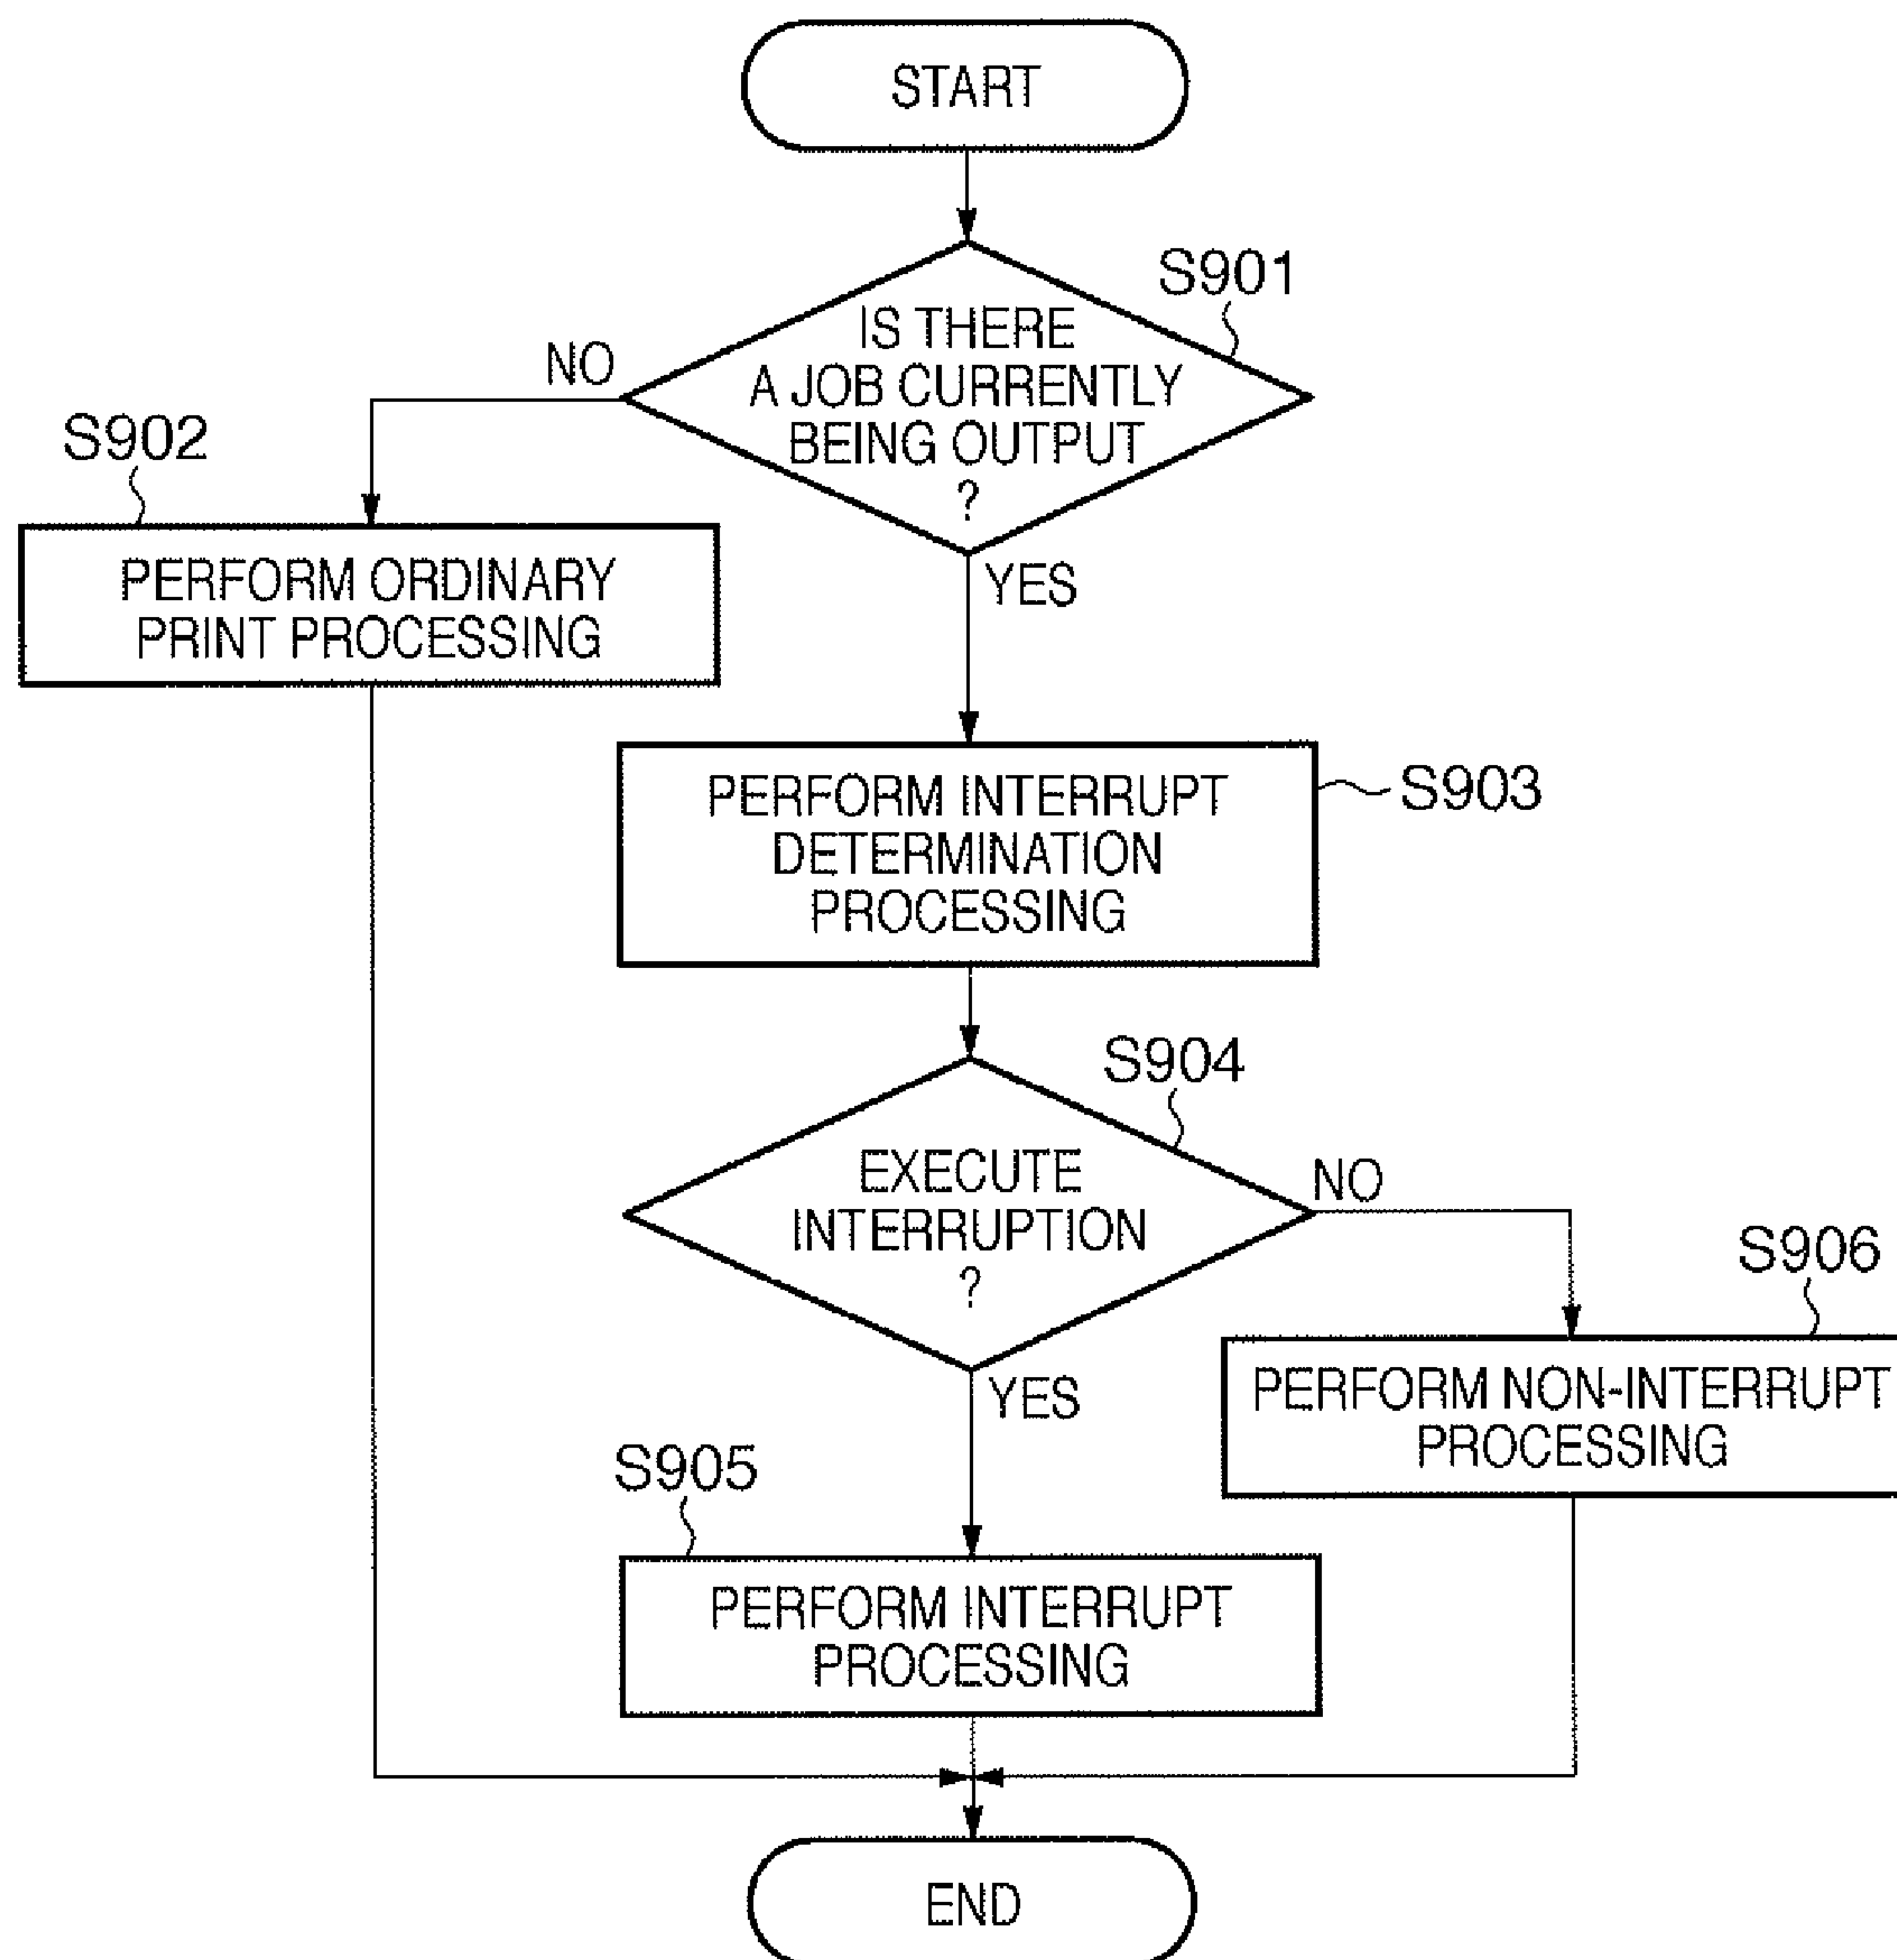 START
S901
IS THERE
A JOB CURRENTLY
BEING OUTPUT
?
NO
YES
S902
PERFORM ORDINARY
PRINT PROCESSING
PERFORM INTERRUPT
DETERMINATION
PROCESSING
S903
S904
EXECUTE
INTERRUPTION
?
NO
YES
S906
PERFORM NON-INTERRUPT
PROCESSING
S905
PERFORM INTERRUPT
PROCESSING
END